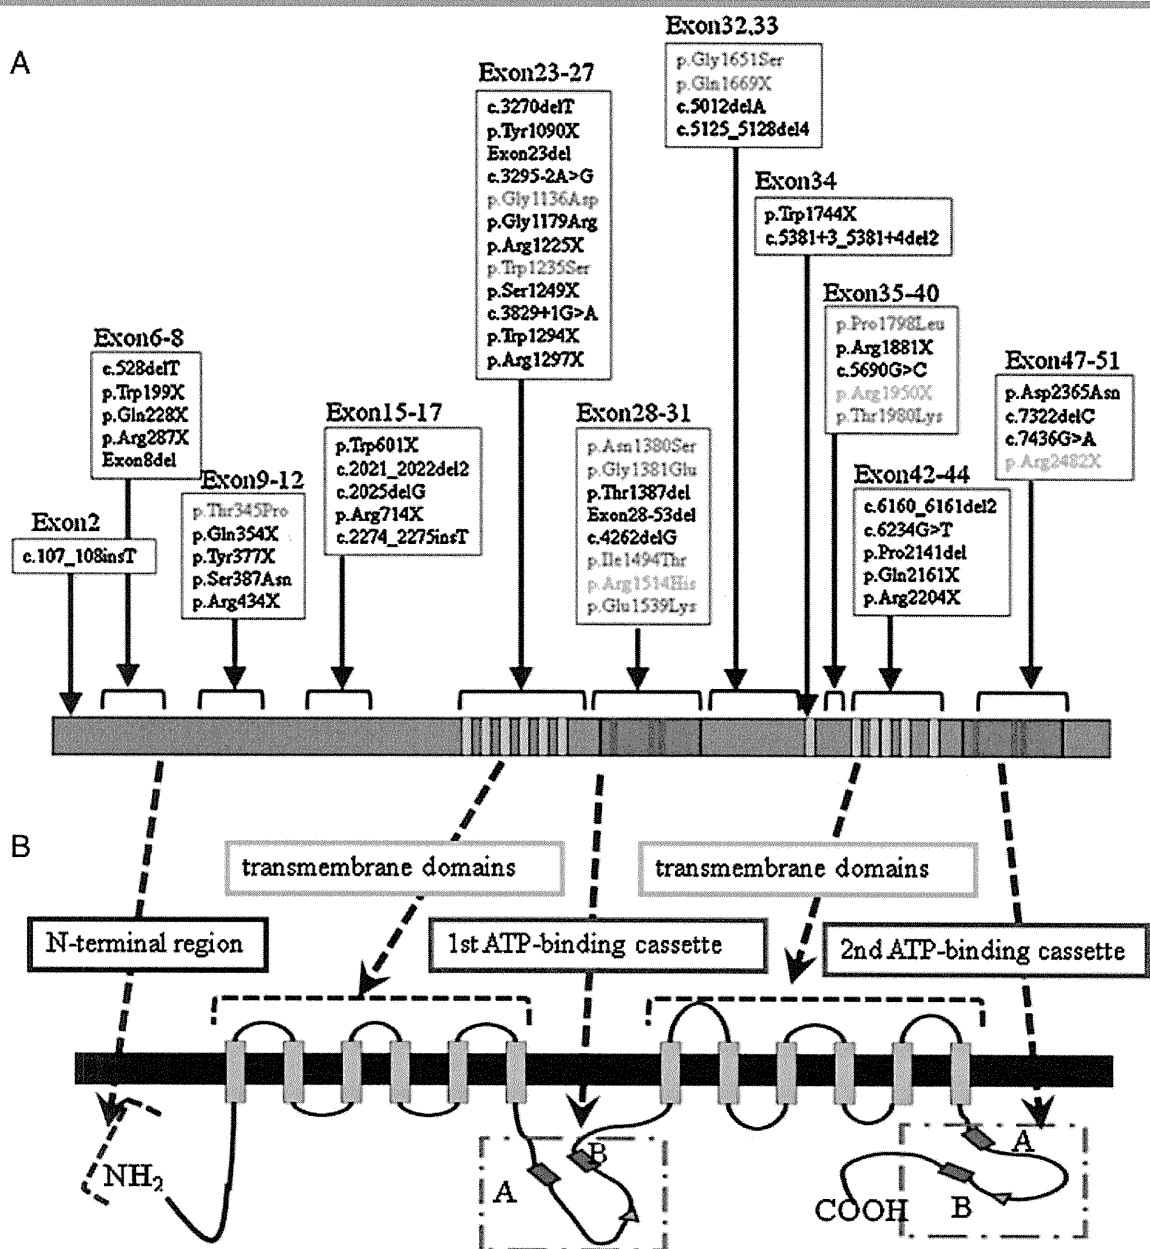 A
Exon32,33
p.Gly1651Ser
p.Gln1669X
c.5012delA
c.5125_5128del4
Exon23-27
c.3270delT
p.Tyr1090X
Exon23del
c.3295-2A>G
p.Gly1136Asp
p.Gly1179Arg
p.Arg1225X
p.Trp1235Ser
p.Ser1249X
c.3829+1G>A
p.Trp1294X
p.Arg1297X
Exon34
p.Trp1744X
c.5381+3_5381+4del2
Exon35-40
p.Pro1798Leu
p.Arg1881X
c.5690G>C
p.Arg1950X
p.Thr1980Lys
Exon6-8
c.528delT
p.Trp199X
p.Gln228X
p.Arg287X
Exon8del
Exon47-51
p.Asp2365Asn
c.7322delC
c.7436G>A
p.Arg2482X
Exon15-17
p.Trp601X
c.2021_2022del2
c.2025delG
p.Arg714X
c.2274_2275insT
Exon28-31
p.Asn1380Ser
p.Gly1381Glu
p.Thr1387del
Exon28-53del
c.4262delG
p.Ile1494Thr
p.Arg1514His
p.Glu1539Lys
Exon9-12
p.Thr345Pro
p.Gln354X
p.Tyr377X
p.Ser387Asn
p.Arg434X
Exon42-44
c.6160_6161del2
c.6234G>T
p.Pro2141del
p.Gln2161X
p.Arg2204X
Exon2
c.107_108insT
B
transmembrane domains
transmembrane domains
N-terminal region
1st ATP-binding cassette
2nd ATP-binding cassette
NH2
A
B
COOH
A
B